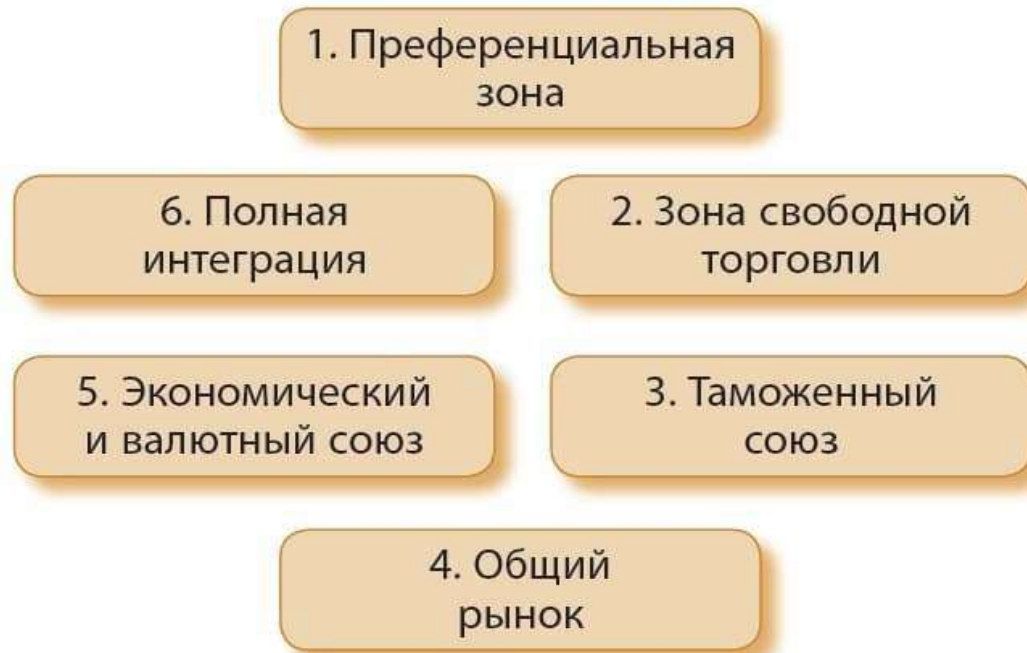 1. Преференциальная
зона
6. Полная
интеграция
2. Зона свободной
торговли
5. Экономический
и валютный союз
3. Таможенный
союз
4. Общий
рынок